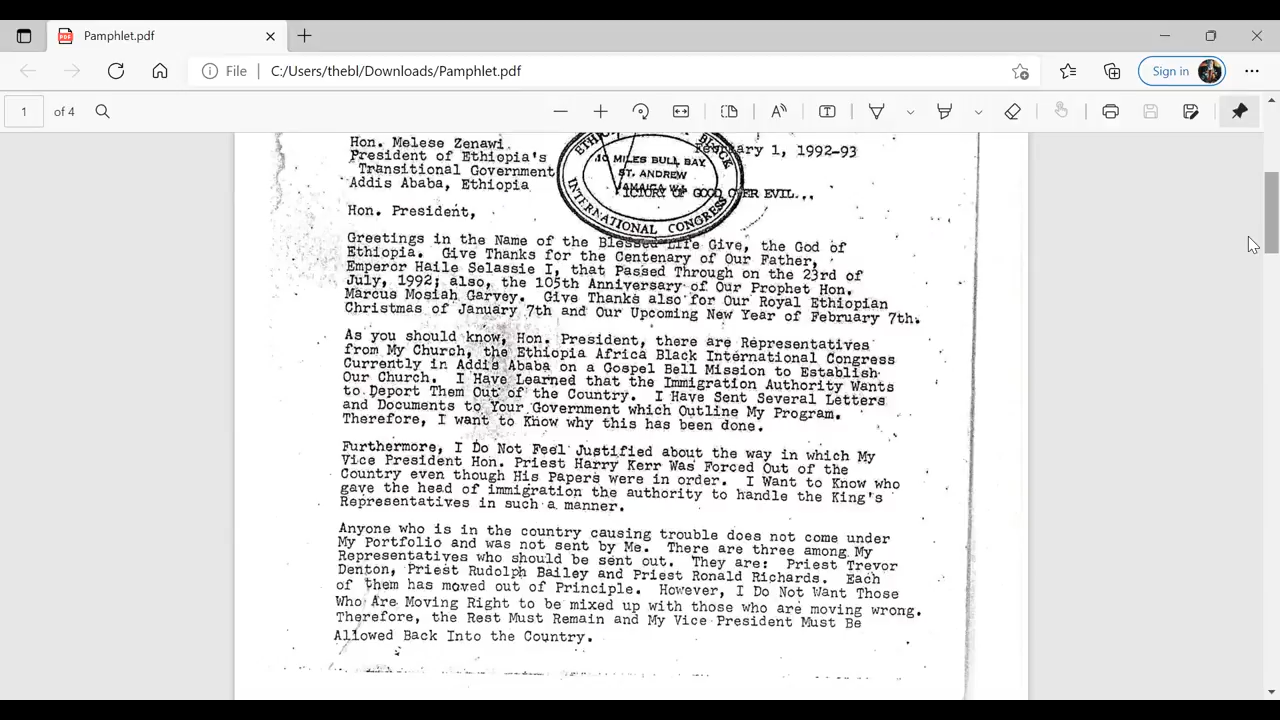 Pamphlet.pdf
File
C:/Users/thebl/Downloads/Pamphlet.pdf
Sign in
1
of 4
Hon. Melese Zenawi
President of Ethiopia's
Transitional Government
Addis Ababa, Ethiopia
BLACK
10 MILES BULL BAY
ST. ANDREW
JAMAICA W.I.
INTERNATIONAL CONGRESS
February 1, 1992-93
VICTORY OF GOOD OVER EVIL...
Hon. President,
Greetings in the Name of the Blessed Life Give, the God of
Ethiopia. Give Thanks for the Centenary of Our Father,
Emperor Haile Selassie I, that Passed Through on the 23rd of
July, 1992; also, the 105th Anniversary of Our Prophet Hon.
Marcus Mosiah Garvey. Give Thanks also for Our Royal Ethiopian
Christmas of January 7th and Our Upcoming New Year of February 7th.
As you should know, Hon. President, there are Representatives
from My Church, the Ethiopia Africa Black International Congress
Currently in Addis Ababa on a Gospel Bell Mission to Establish
Our Church. I Have Learned that the Immigration Authority Wants
to Deport Them Out of the Country. I Have Sent Several Letters
and Documents to Your Government which Outline My Program.
Therefore, I want to Know why this has been done.
Furthermore, I Do Not Feel Justified about the way in which My
Vice President Hon. Priest Harry Kerr Was Forced Out of the
Country even though His Papers were in order. I Want to Know who
gave the head of immigration the authority to handle the King's
Representatives in such a manner.
Anyone who is in the country causing trouble does not come under
My Portfolio and was not sent by Me. There are three among My
Representatives who should be sent out. They are: Priest Trevor
Denton, Priest Rudolph Bailey and Priest Ronald Richards. Each
of them has moved out of Principle. However, I Do Not Want Those
Who Are Moving Right to be mixed up with those who are moving wrong.
Therefore, the Rest Must Remain and My Vice President Must Be
Allowed Back Into the Country.